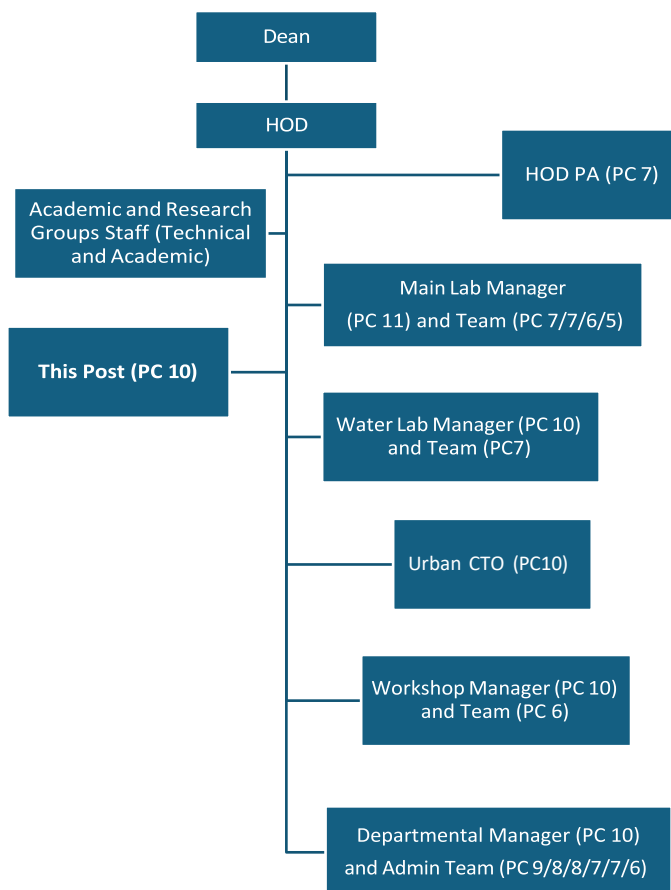 Dean
HOD
HOD PA (PC 7)
Academic and Research
Groups Staff (Technical
and Academic)
Main Lab Manager
(PC 11) and Team (PC 7/7/6/5)
This Post (PC 10)
Water Lab Manager (PC 10)
and Team (PC7)
Urban CTO (PC10)
Workshop Manager (PC 10)
and Team (PC 6)
Departmental Manager (PC 10)
and Admin Team (PC 9/8/8/7/7/6)